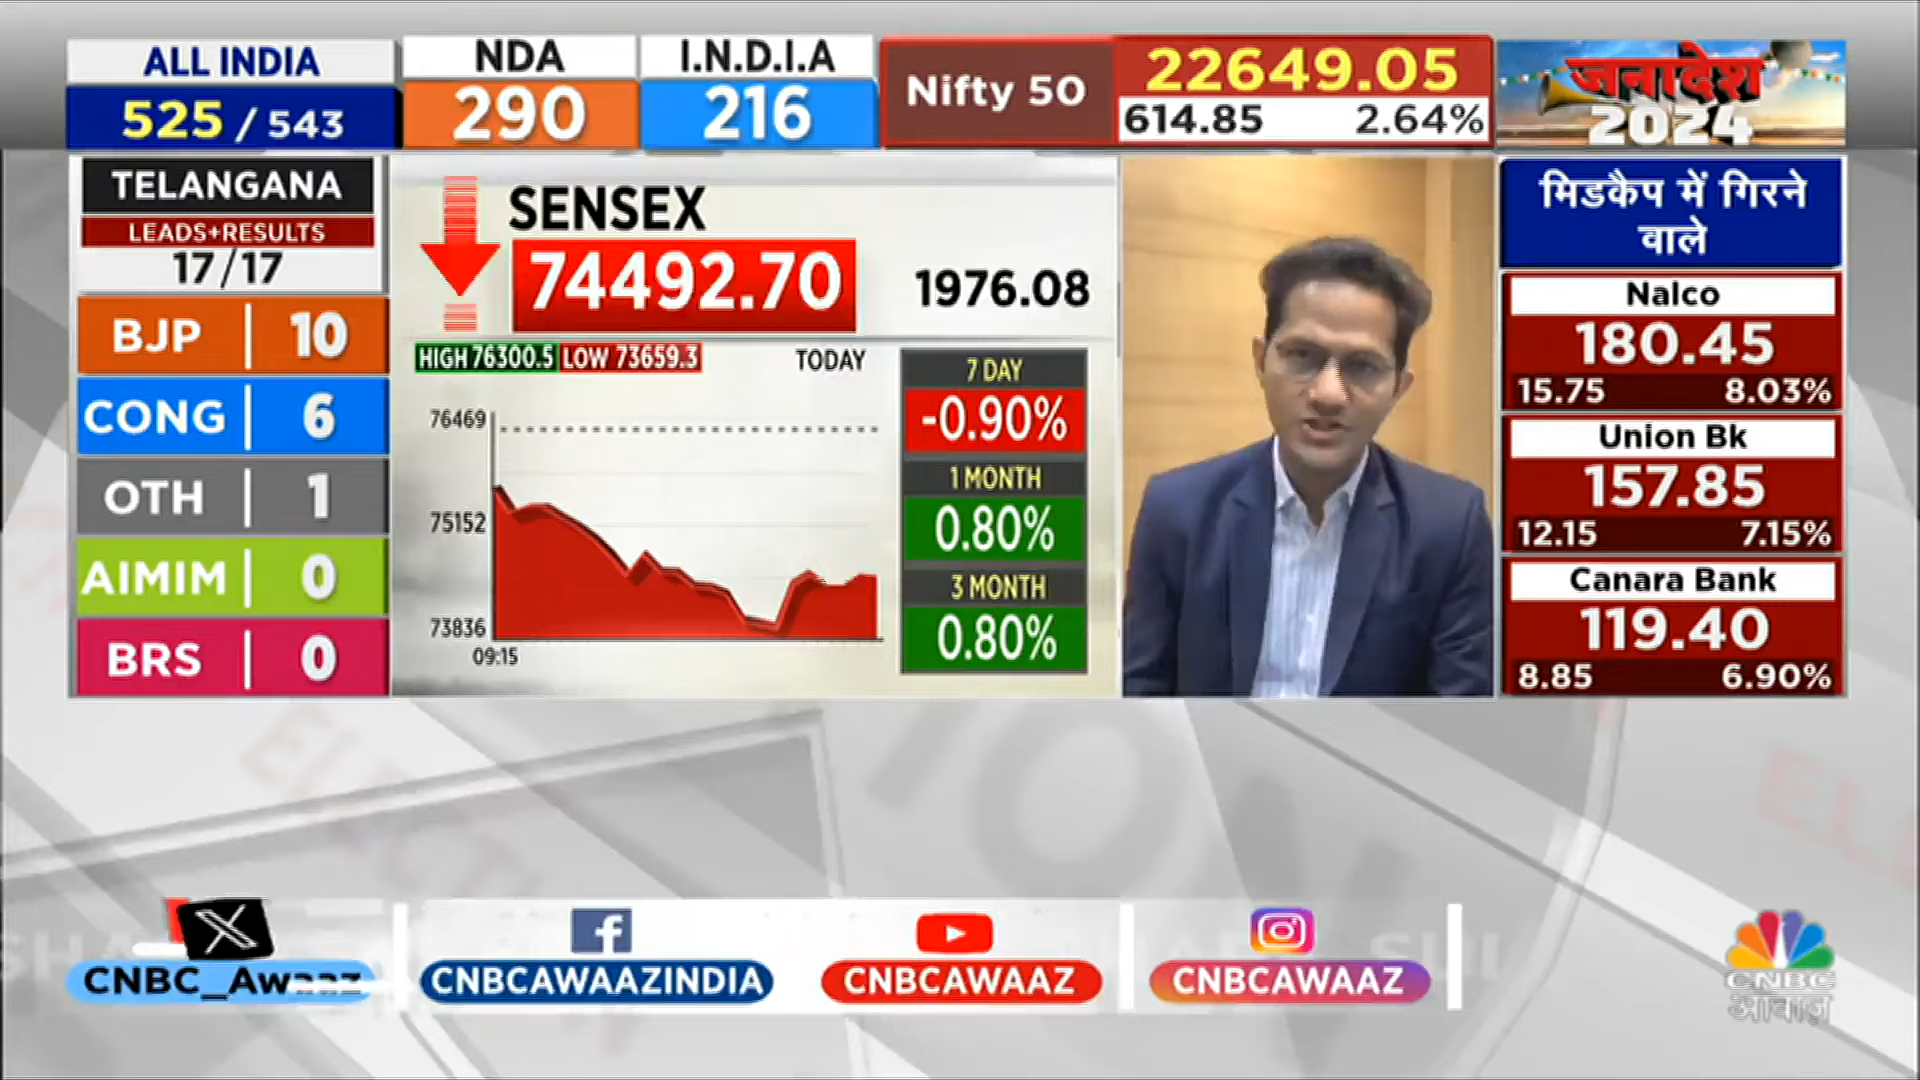 ALL INDIA
525 / 543
NDA
290
I.N.D.I.A
216
Nifty 50
22649.05
614.85 2.64%
जनादेश
2024
TELANGANA
LEADS+RESULTS
17/17
BJP 10
CONG 6
OTH 1
AIMIM 0
BRS 0
SENSEX
74492.70 1976.08
HIGH 76300.5 LOW 73659.3 TODAY
76469
75152
73836
09:15
7 DAY
-0.90%
1 MONTH
0.80%
3 MONTH
0.80%
मिडकैप में गिरने
वाले
Nalco
180.45
15.75 8.03%
Union Bk
157.85
12.15 7.15%
Canara Bank
119.40
8.85 6.90%
CNBC_Awaaz
CNBCAWAAZINDIA
CNBCAWAAZ
CNBCAWAAZ
CNBC
आवाज़